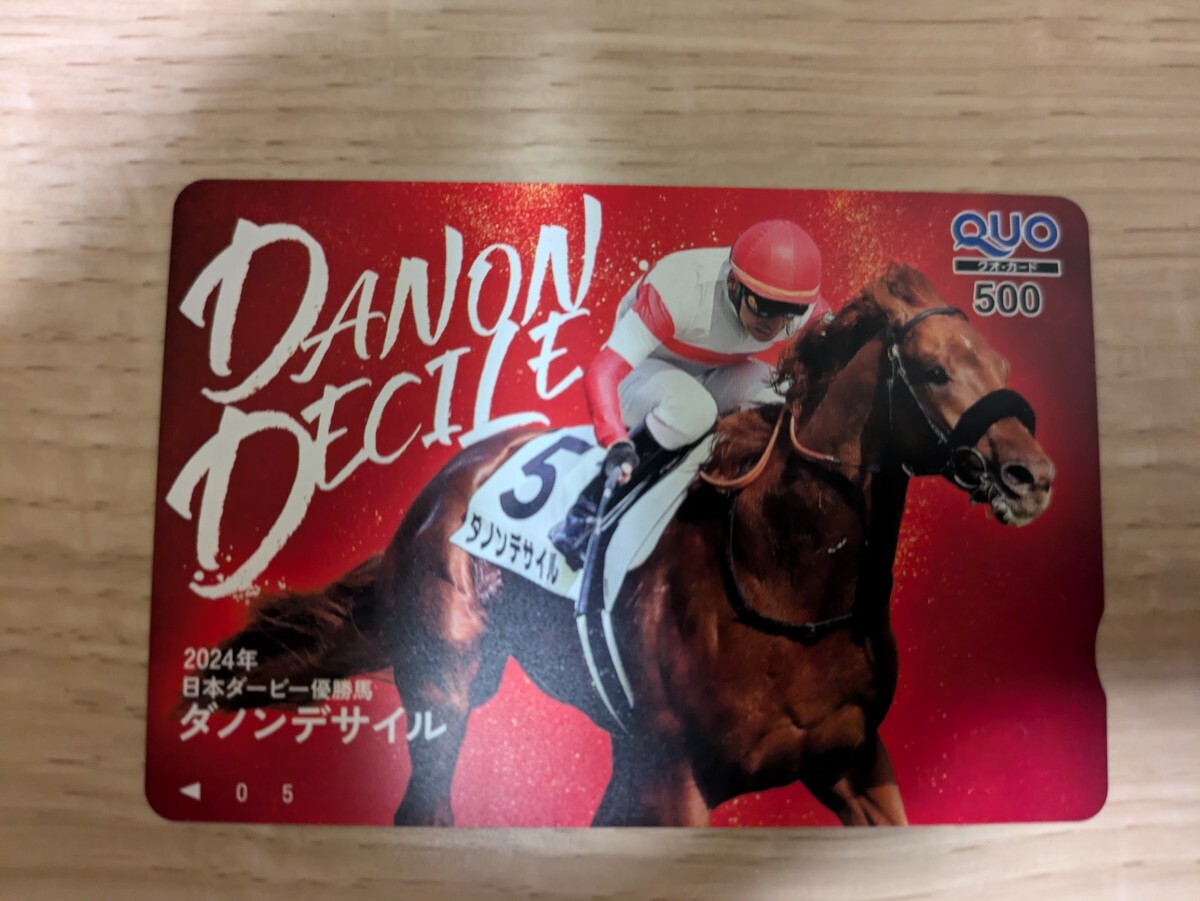 DANON
DECILE
QUO
クオ・カード
500
5
ダノンデサイル
2024年
日本ダービー優勝馬
ダノンデサイル
◀ 0 5